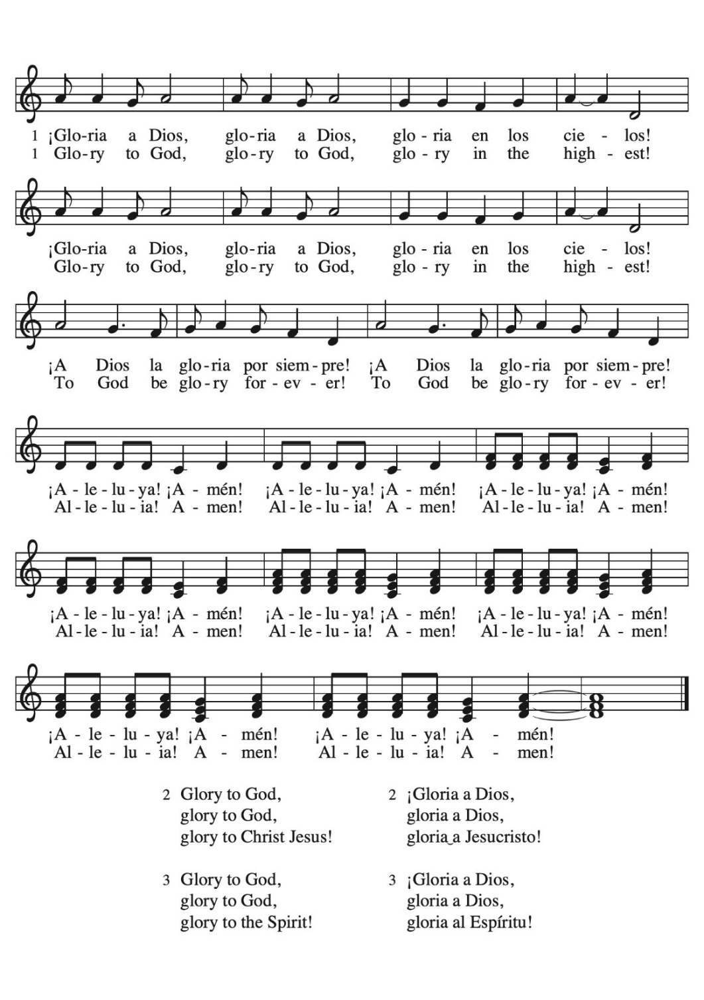 1 ¡Glo-ria a Dios, glo-ria a Dios, glo - ria en los cie - los!
1 Glo-ry to God, glo-ry to God, glo - ry in the high - est!
¡Glo-ria a Dios, glo-ria a Dios, glo - ria en los cie - los!
Glo-ry to God, glo-ry to God, glo - ry in the high - est!
¡A Dios la glo-ria por siem-pre! ¡A Dios la glo-ria por siem-pre!
To God be glo-ry for-ev - er! To God be glo-ry for-ev - er!
¡A - le - lu - ya! ¡A - mén! ¡A - le - lu - ya! ¡A - mén! ¡A - le - lu - ya! ¡A - mén!
Al - le - lu - ia! A - men! Al - le - lu - ia! A - men! Al - le - lu - ia! A - men!
¡A - le - lu - ya! ¡A - mén! ¡A - le - lu - ya! ¡A - mén! ¡A - le - lu - ya! ¡A - mén!
Al - le - lu - ia! A - men! Al - le - lu - ia! A - men! Al - le - lu - ia! A - men!
¡A - le - lu - ya! ¡A - mén! ¡A - le - lu - ya! ¡A - mén!
Al - le - lu - ia! A - men! Al - le - lu - ia! A - men!
2 Glory to God,
glory to God,
glory to Christ Jesus!
3 Glory to God,
glory to God,
glory to the Spirit!
2 ¡Gloria a Dios,
gloria a Dios,
gloria‿a Jesucristo!
3 ¡Gloria a Dios,
gloria a Dios,
gloria al Espíritu!